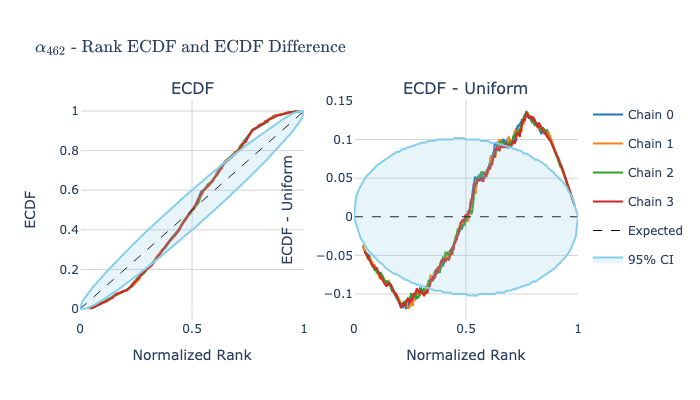 α462 - Rank ECDF and ECDF Difference
ECDF
ECDF - Uniform
ECDF
1
0.8
0.6
0.4
0.2
0
0
0.5
1
Normalized Rank
ECDF - Uniform
0.15
0.1
0.05
0
−0.05
−0.1
0
0.5
1
Normalized Rank
Chain 0
Chain 1
Chain 2
Chain 3
Expected
95% CI